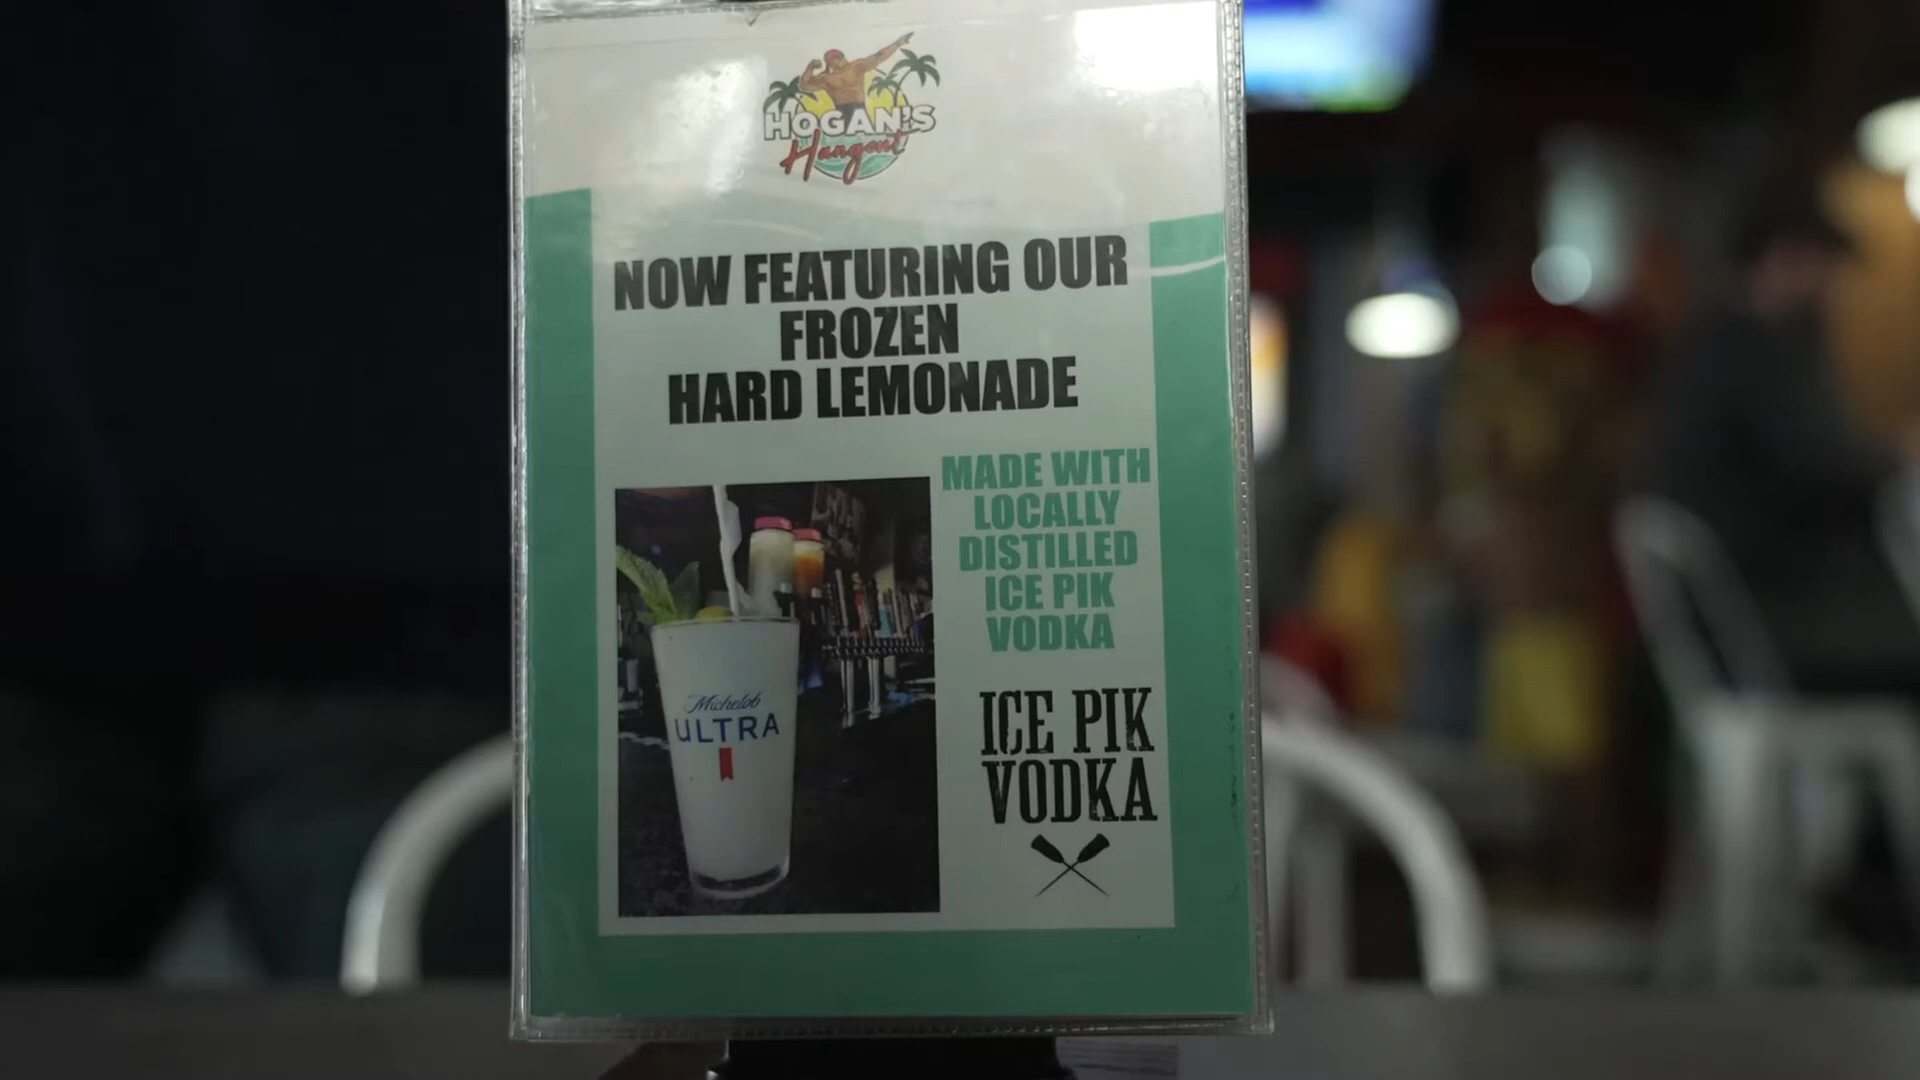 HOGAN'S
Hangout
NOW FEATURING OUR
FROZEN
HARD LEMONADE
MADE WITH
LOCALLY
DISTILLED
ICE PIK
VODKA
Michelob
ULTRA
ICE PIK
VODKA